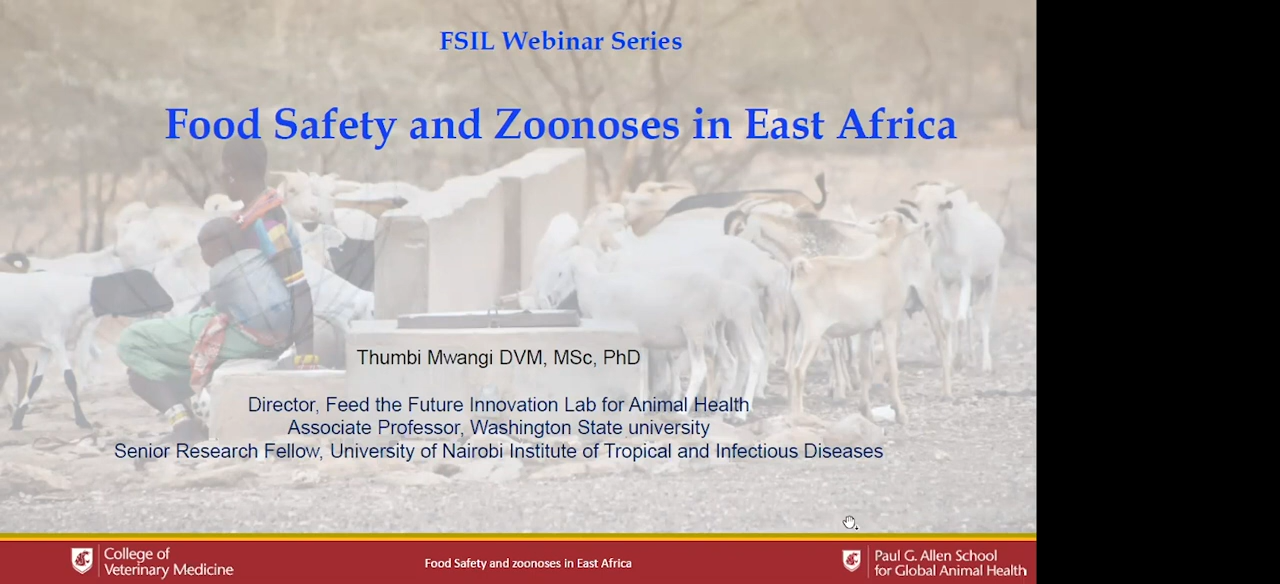 FSIL Webinar Series
Food Safety and Zoonoses in East Africa
Thumbi Mwangi DVM, MSc, PhD
Director, Feed the Future Innovation Lab for Animal Health
Associate Professor, Washington State university
Senior Research Fellow, University of Nairobi Institute of Tropical and Infectious Diseases
College of
Veterinary Medicine
Food Safety and zoonoses in East Africa
Paul G. Allen School
for Global Animal Health